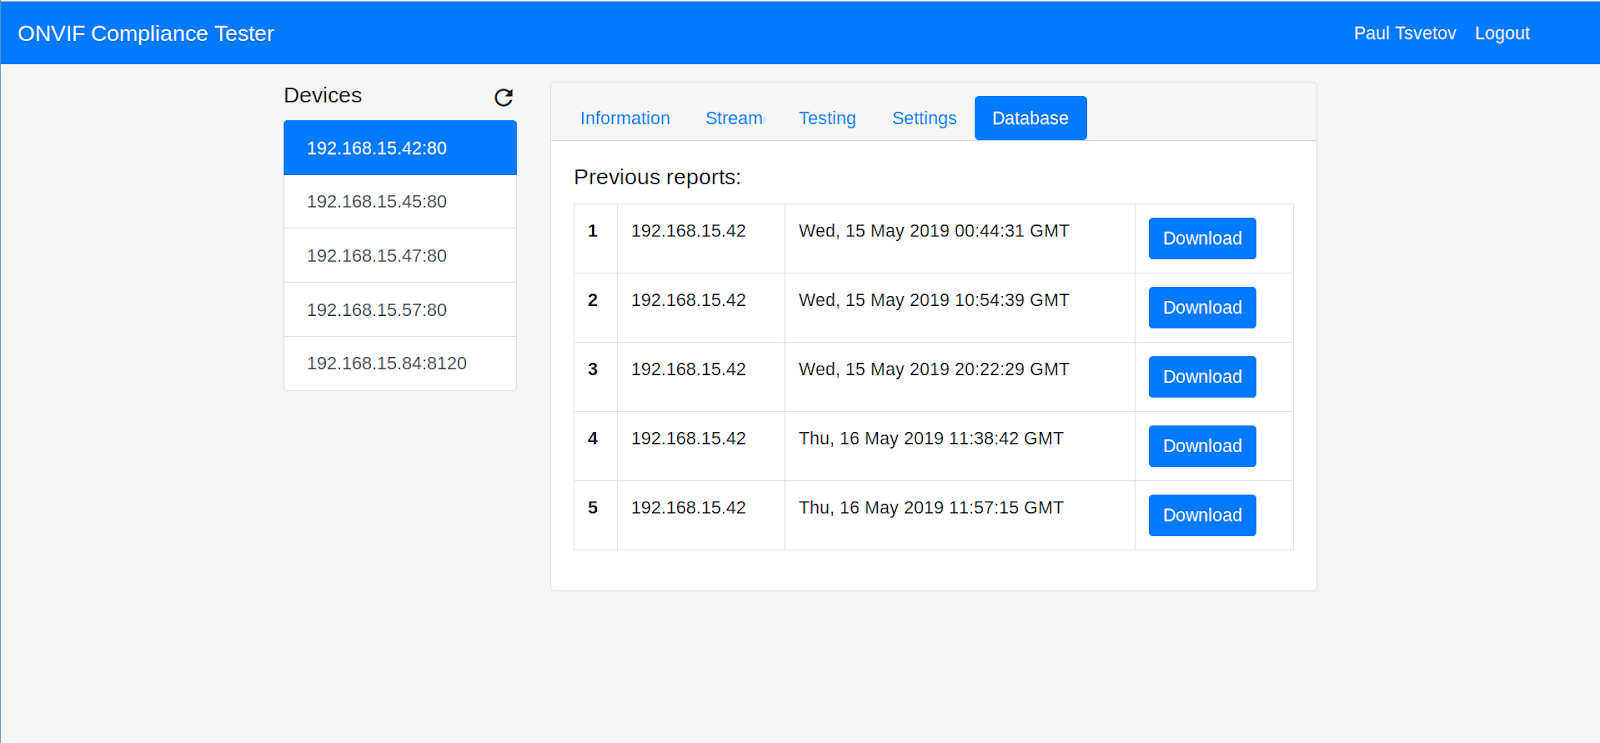 ONVIF Compliance Tester
Paul Tsvetov Logout
Devices
192.168.15.42:80
192.168.15.45:80
192.168.15.47:80
192.168.15.57:80
192.168.15.84:8120
Information Stream Testing Settings Database
Previous reports:
1 192.168.15.42 Wed, 15 May 2019 00:44:31 GMT Download
2 192.168.15.42 Wed, 15 May 2019 10:54:39 GMT Download
3 192.168.15.42 Wed, 15 May 2019 20:22:29 GMT Download
4 192.168.15.42 Thu, 16 May 2019 11:38:42 GMT Download
5 192.168.15.42 Thu, 16 May 2019 11:57:15 GMT Download